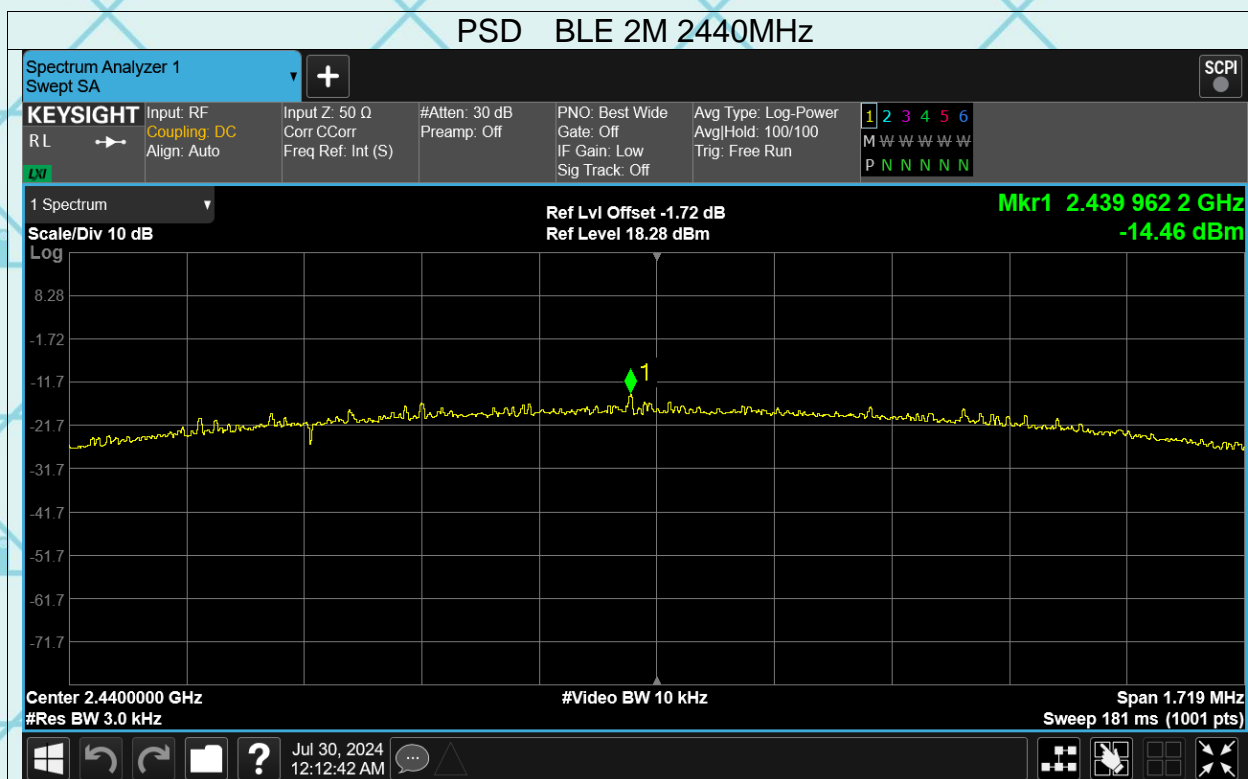 PSD BLE 2M 2440MHz
Spectrum Analyzer 1
Swept SA
SCPI
KEYSIGHT
R L
LXI
Input: RF
Coupling: DC
Align: Auto
Input Z: 50 Ω
Corr CCorr
Freq Ref: Int (S)
#Atten: 30 dB
Preamp: Off
PNO: Best Wide
Gate: Off
IF Gain: Low
Sig Track: Off
Avg Type: Log-Power
Avg|Hold: 100/100
Trig: Free Run
1 2 3 4 5 6
M W W W W W
P N N N N N
1 Spectrum
Scale/Div 10 dB
Ref Lvl Offset -1.72 dB
Ref Level 18.28 dBm
Mkr1 2.439 962 2 GHz
-14.46 dBm
Log
8.28
-1.72
-11.7
-21.7
-31.7
-41.7
-51.7
-61.7
-71.7
1
Center 2.4400000 GHz
#Res BW 3.0 kHz
#Video BW 10 kHz
Span 1.719 MHz
Sweep 181 ms (1001 pts)
?
Jul 30, 2024
12:12:42 AM